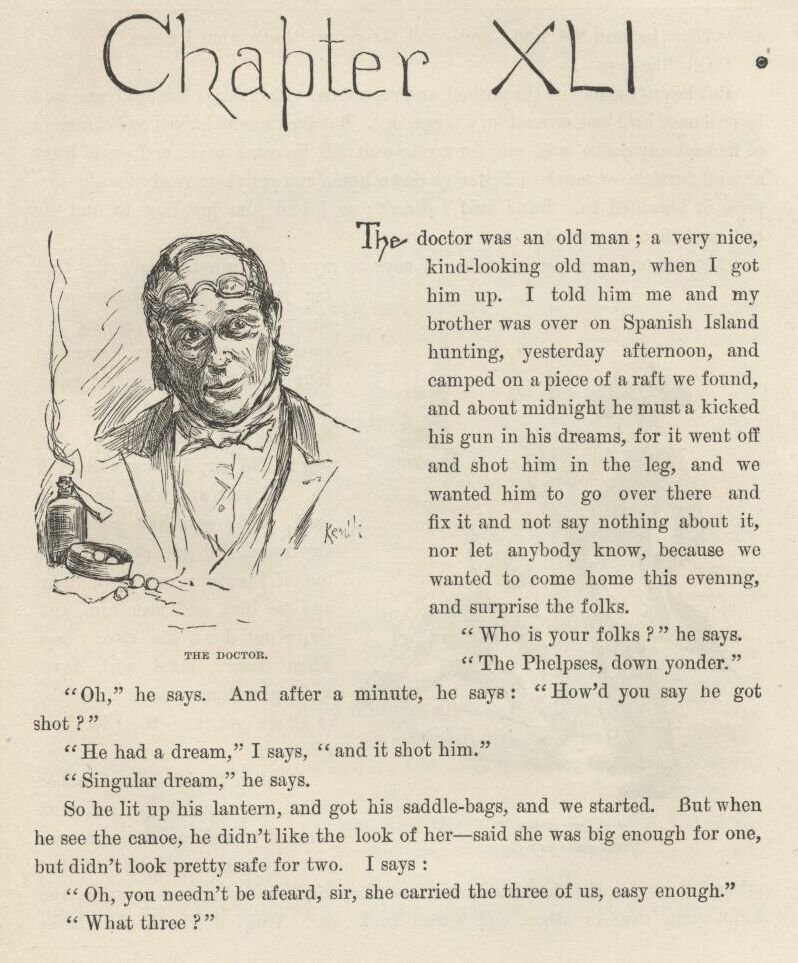 Chapter XLI.
The doctor was an old man; a very nice,
kind-looking old man, when I got
him up. I told him me and my
brother was over on Spanish Island
hunting, yesterday afternoon, and
camped on a piece of a raft we found,
and about midnight he must a kicked
his gun in his dreams, for it went off
and shot him in the leg, and we
wanted him to go over there and
fix it and not say nothing about it,
nor let anybody know, because we
wanted to come home this evening,
and surprise the folks.
“Who is your folks?” he says.
“The Phelpses, down yonder.”
Kemble
THE DOCTOR.
“Oh,” he says. And after a minute, he says: “How'd you say he got
shot?”
“He had a dream,” I says, “and it shot him.”
“Singular dream,” he says.
So he lit up his lantern, and got his saddle-bags, and we started. But when
he see the canoe, he didn't like the look of her—said she was big enough for one,
but didn't look pretty safe for two. I says:
“Oh, you needn't be afeard, sir, she carried the three of us, easy enough.”
“What three?”